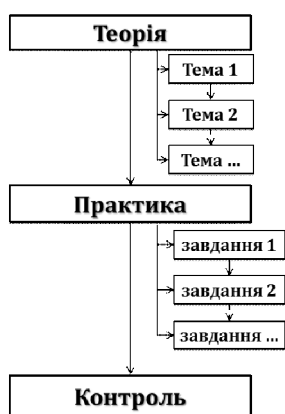 Теорія
Тема 1
Тема 2
Тема ...
Практика
завдання 1
завдання 2
завдання ...
Контроль